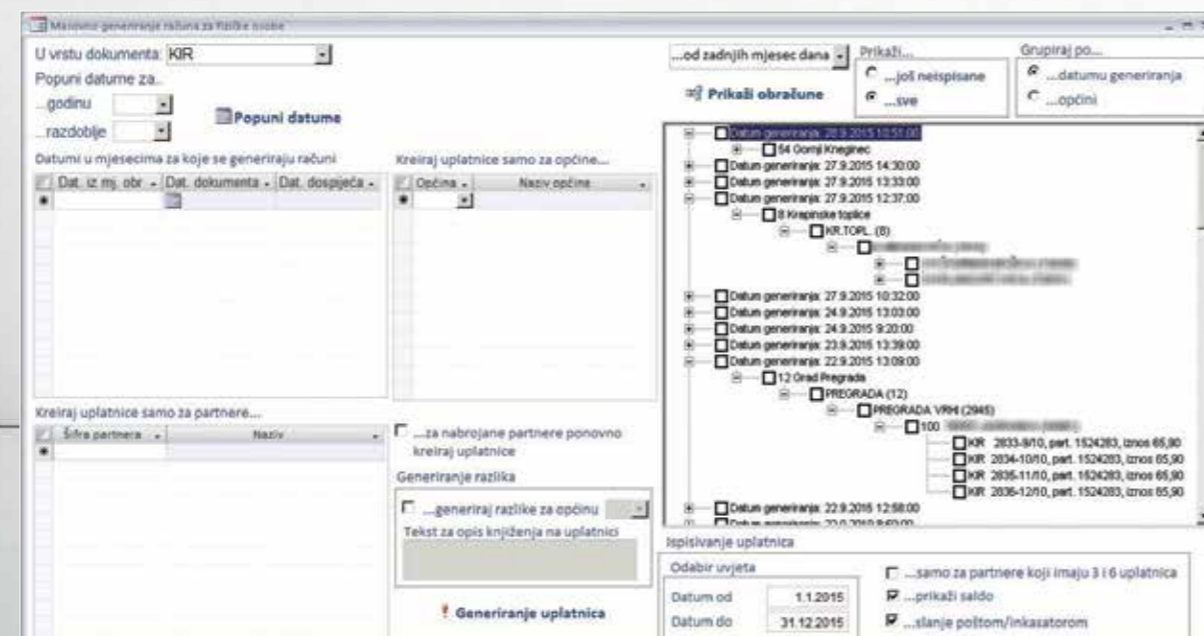 Masovno generiranje računa za fizičke osobe
U vrstu dokumenta: KIR
Popuni datume za..
...godinu
...razdoblje
Popuni datume
Datumi u mjesecima za koje se generiraju računi
Dat. iz mj. obr Dat. dokumenta Dat. dospijeća
Kreiraj uplatnice samo za općine...
Općina Naziv općine
Kreiraj uplatnice samo za partnere...
Šifra partnera Naziv
...za nabrojane partnere ponovno
kreiraj uplatnice
Generiranje razlika
...generiraj razlike za općinu
Tekst za opis knjiženja na uplatnici
! Generiranje uplatnica
...od zadnjih mjesec dana
Prikaži obračune
Prikaži...
...još neispisane
...sve
Grupiraj po...
...datumu generiranja
...općini
Datum generiranja: 28.9.2015 10:51:00
54 Gornji Kneginec
Datum generiranja: 27.9.2015 14:30:00
Datum generiranja: 27.9.2015 13:33:00
Datum generiranja: 27.9.2015 12:37:00
8 Krapinske toplice
KR.TOPL. (8)
Datum generiranja: 27.9.2015 10:32:00
Datum generiranja: 24.9.2015 13:03:00
Datum generiranja: 24.9.2015 9:20:00
Datum generiranja: 23.9.2015 13:39:00
Datum generiranja: 22.9.2015 13:09:00
12 Grad Pregrada
PREGRADA (12)
PREGRADA VRHI (2945)
100
KIR 2833-9/10, part. 1524283, iznos 65,90
KIR 2834-10/10, part. 1524283, iznos 65,90
KIR 2835-11/10, part. 1524283, iznos 65,90
KIR 2836-12/10, part. 1524283, iznos 65,90
Datum generiranja: 22.9.2015 12:58:00
Ispisivanje uplatnica
Odabir uvjeta
Datum od 1.1.2015
Datum do 31.12.2015
...samo za partnere koji imaju 3 i 6 uplatnica
...prikaži saldo
...slanje poštom/inkasatorom